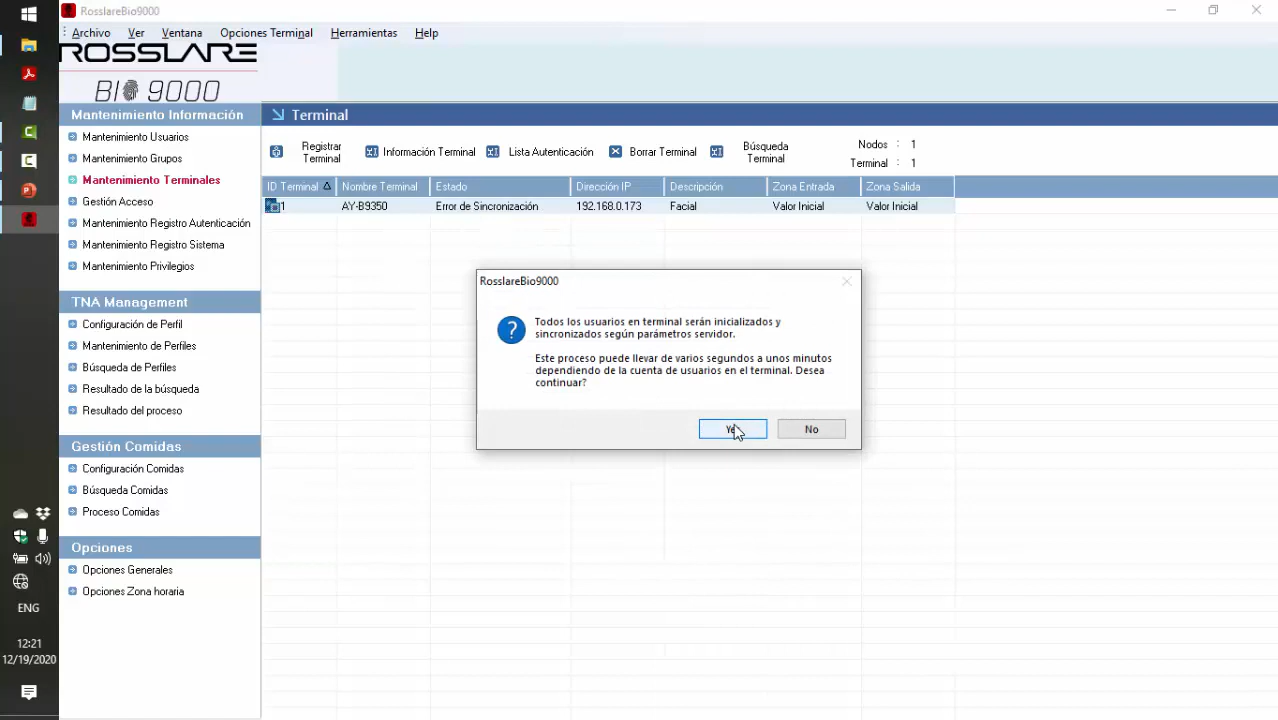 RosslareBio9000
Archivo Ver Ventana Opciones Terminal Herramientas Help
ROSSLARE
BIO 9000
Mantenimiento Información
Mantenimiento Usuarios
Mantenimiento Grupos
Mantenimiento Terminales
Gestión Acceso
Mantenimiento Registro Autenticación
Mantenimiento Registro Sistema
Mantenimiento Privilegios
TNA Management
Configuración de Perfil
Mantenimiento de Perfiles
Búsqueda de Perfiles
Resultado de la búsqueda
Resultado del proceso
Gestión Comidas
Configuración Comidas
Búsqueda Comidas
Proceso Comidas
Opciones
Opciones Generales
Opciones Zona horaria
Terminal
Registrar
Terminal
Información Terminal
Lista Autenticación
Borrar Terminal
Búsqueda
Terminal
Nodos : 1
Terminal : 1
ID Terminal Nombre Terminal Estado Dirección IP Descripción Zona Entrada Zona Salida
1 AY-B9350 Error de Sincronización 192.168.0.173 Facial Valor Inicial Valor Inicial
RosslareBio9000
Todos los usuarios en terminal serán inicializados y
sincronizados según parámetros servidor.
Este proceso puede llevar de varios segundos a unos minutos
dependiendo de la cuenta de usuarios en el terminal. Desea
continuar?
No
ENG
12:21
12/19/2020